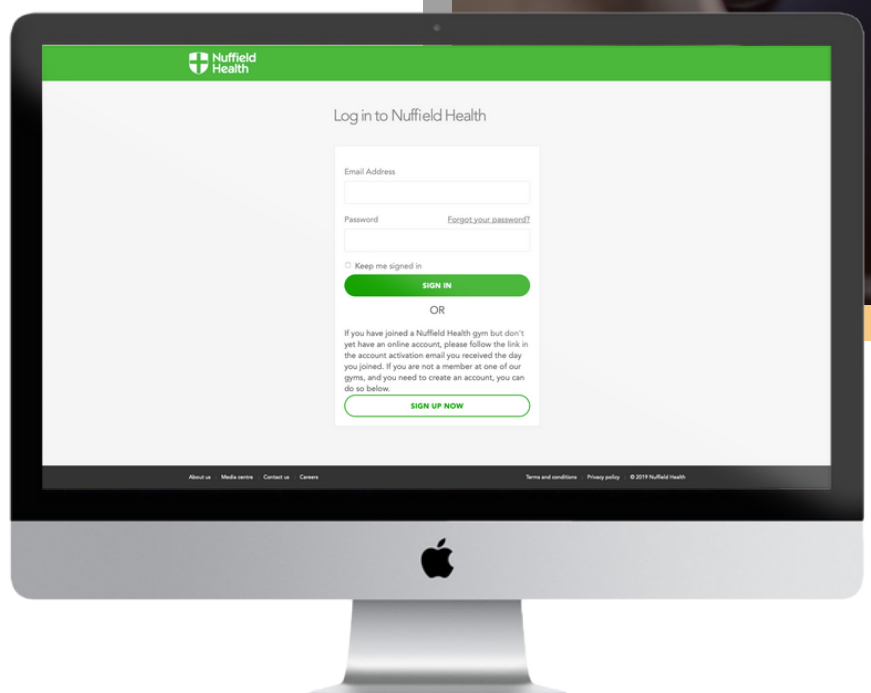 Nuffield
Health
Log in to Nuffield Health
Email Address
Password Forgot your password?
Keep me signed in
SIGN IN
OR
If you have joined a Nuffield Health gym but don't
yet have an online account, please follow the link in
the account activation email you received the day
you joined. If you are not a member at one of our
gyms, and you need to create an account, you can
do so below.
SIGN UP NOW
About us Media centre Contact us Careers Terms and conditions Privacy policy © 2019 Nuffield Health